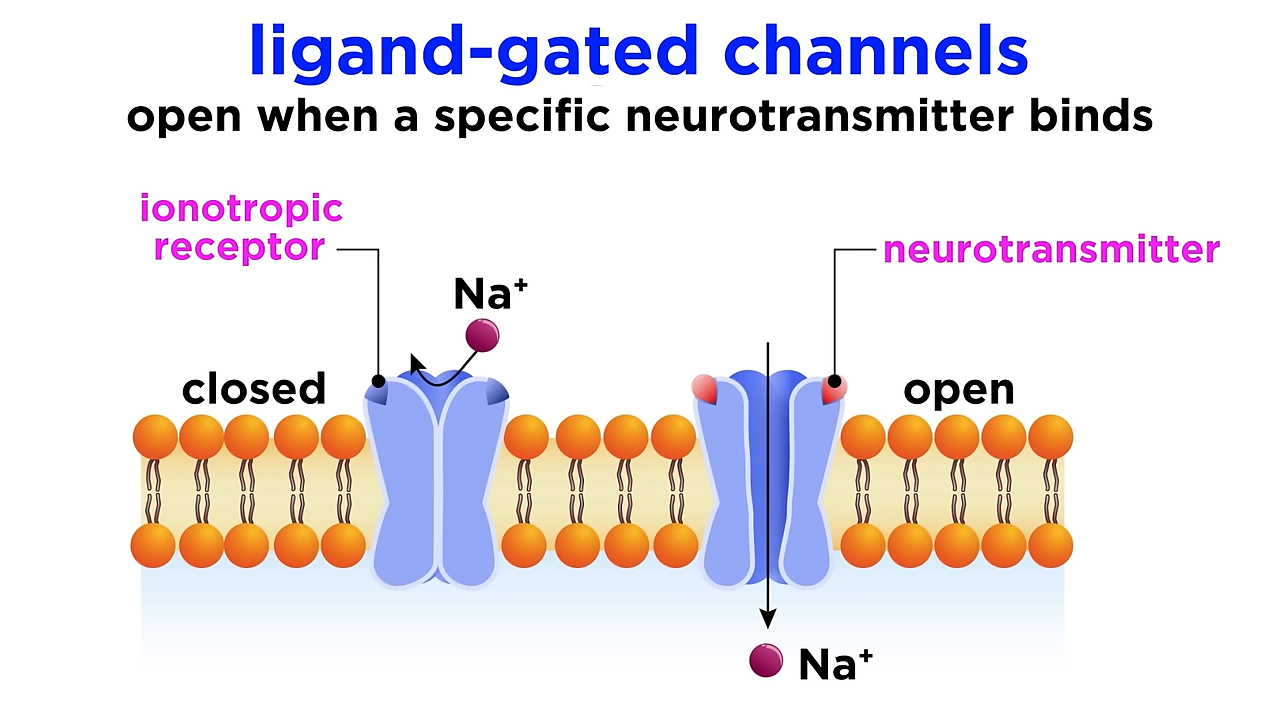 ligand-gated channels
open when a specific neurotransmitter binds
ionotropic
receptor
neurotransmitter
Na⁺
closed
open
Na⁺